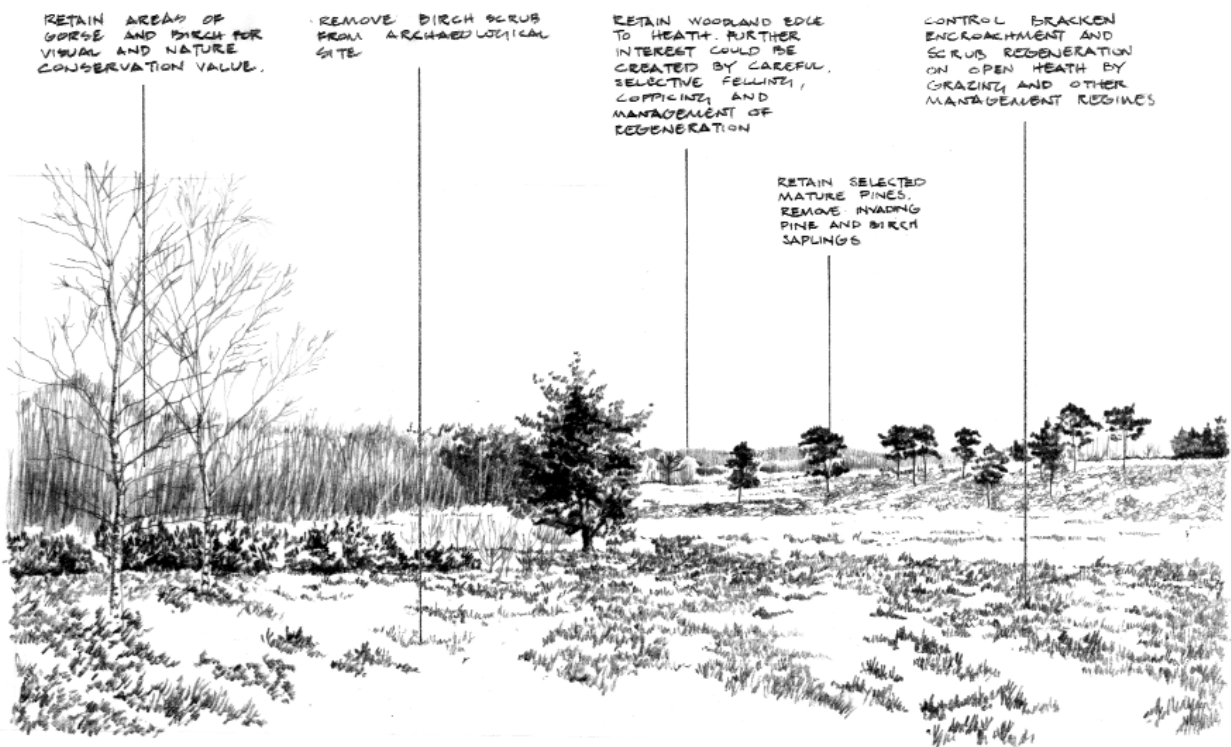 RETAIN AREAS OF
GORSE AND BIRCH FOR
VISUAL AND NATURE
CONSERVATION VALUE.
REMOVE BIRCH SCRUB
FROM ARCHAEOLOGICAL
SITE
RETAIN WOODLAND EDGE
TO HEATH. FURTHER
INTEREST COULD BE
CREATED BY CAREFUL,
SELECTIVE FELLING,
COPPICING AND
MANAGEMENT OF
REGENERATION
RETAIN SELECTED
MATURE PINES.
REMOVE INVADING
PINE AND BIRCH
SAPLINGS
CONTROL BRACKEN
ENCROACHMENT AND
SCRUB REGENERATION
ON OPEN HEATH BY
GRAZING AND OTHER
MANAGEMENT REGIMES